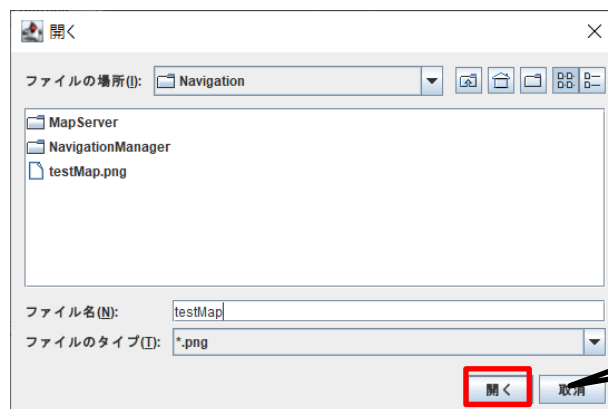 開く
ファイルの場所(I): Navigation
MapServer
NavigationManager
testMap.png
ファイル名(N): testMap
ファイルのタイプ(T): *.png
開く 取消